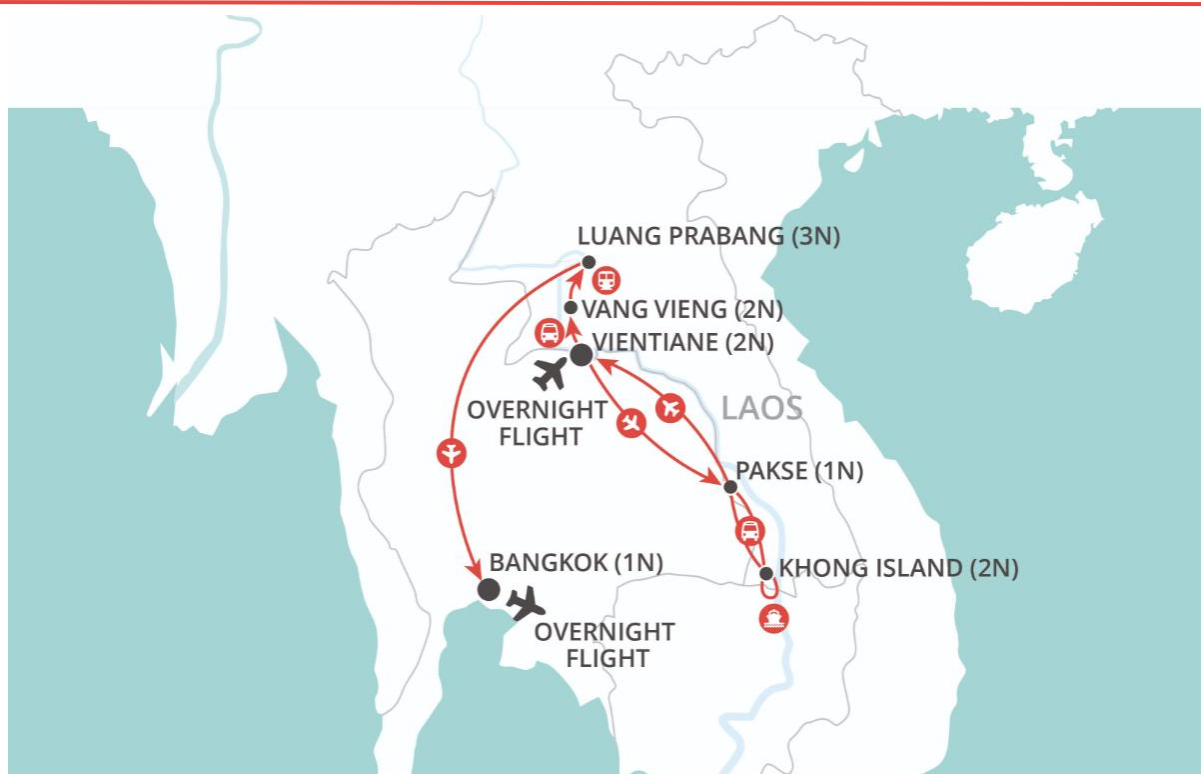 LUANG PRABANG (3N)
VANG VIENG (2N)
VIENTIANE (2N)
OVERNIGHT
FLIGHT
LAOS
PAKSE (1N)
BANGKOK (1N)
KHONG ISLAND (2N)
OVERNIGHT
FLIGHT